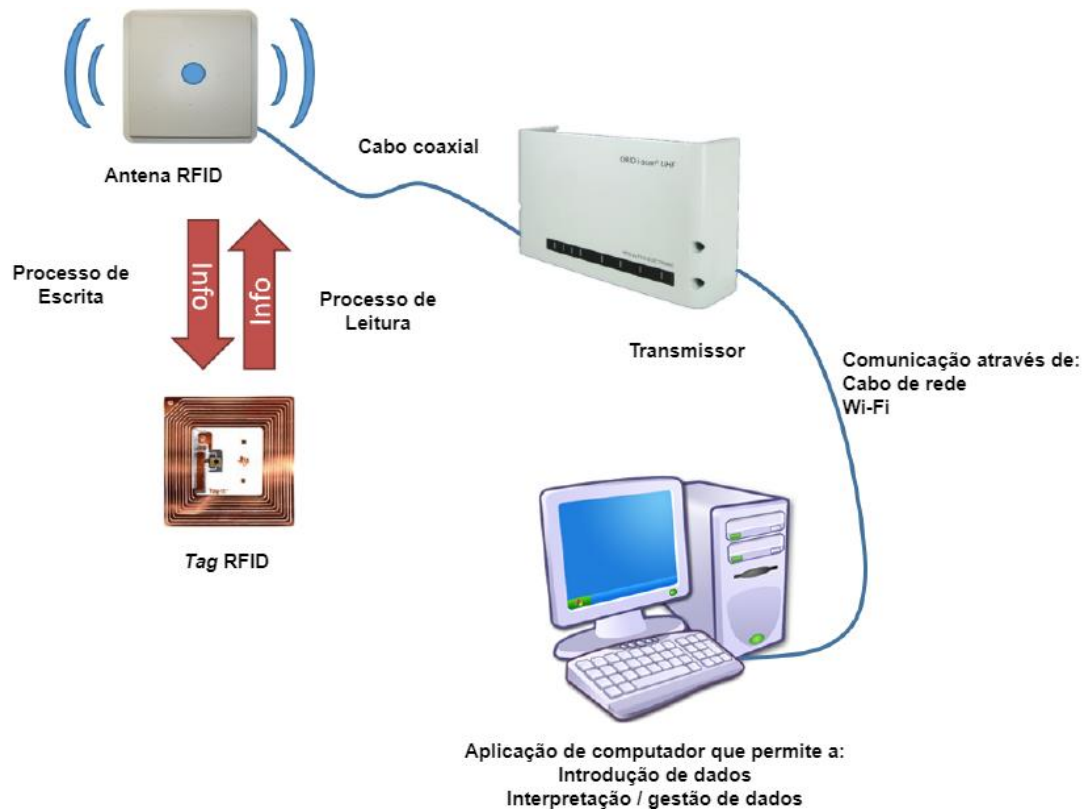 Cabo coaxial
Antena RFID
Processo de
Escrita
Info
Info
Processo de
Leitura
Transmissor
Comunicação através de:
Cabo de rede
Wi-Fi
Tag RFID
Aplicação de computador que permite a:
Introdução de dados
Interpretação / gestão de dados